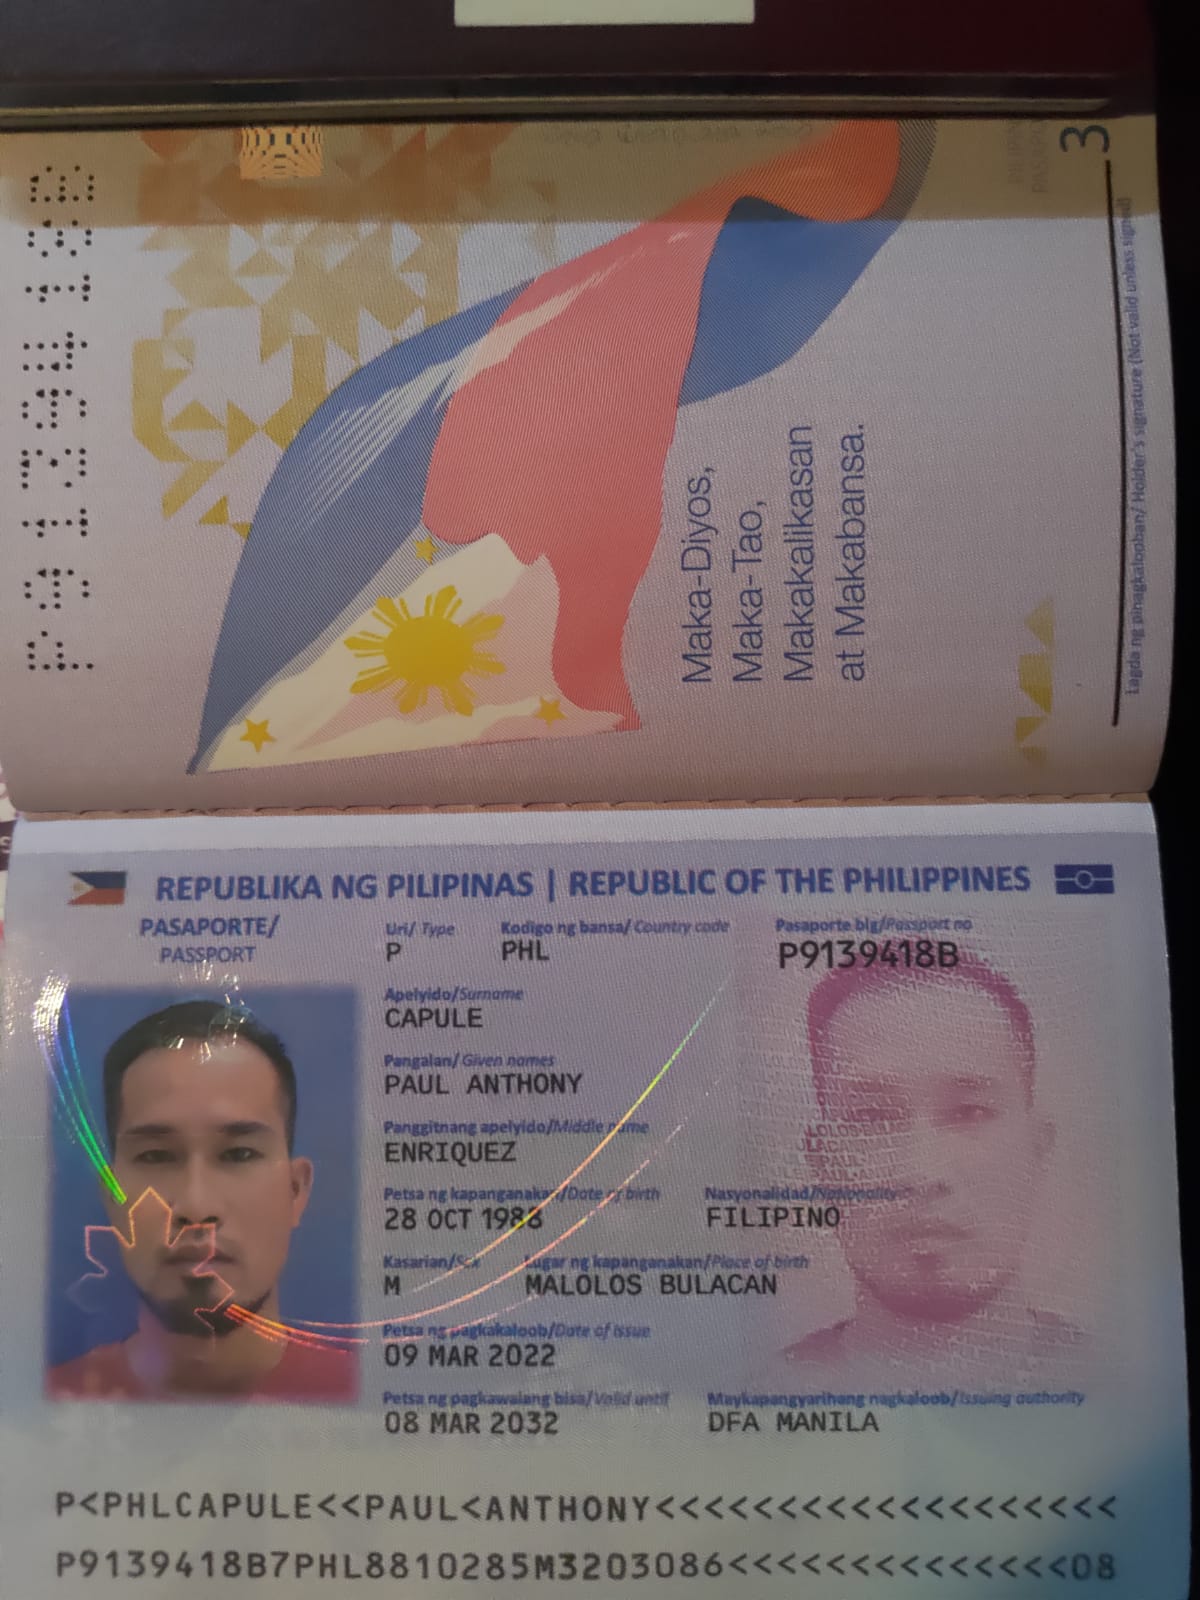 P9139418B
Maka-Diyos,
Maka-Tao,
Makakalikasan
at Makabansa.
Lagda ng pinagkalooban/ Holder's signature (Not valid unless signed)
3
REPUBLIKA NG PILIPINAS | REPUBLIC OF THE PHILIPPINES
PASAPORTE/
PASSPORT
Uri/ Type
Kodigo ng bansa/ Country code
Pasaporte blg/Passport no
P
PHL
P9139418B
Apelyido/Surname
CAPULE
Pangalan/ Given names
PAUL ANTHONY
Panggitnang apelyido/Middle name
ENRIQUEZ
Petsa ng kapanganakan/Date of birth
Nasyonalidad/Nationality
28 OCT 1988
FILIPINO
Kasarian/Sex
Lugar ng kapanganakan/Place of birth
M
MALOLOS BULACAN
Petsa ng pagkakaloob/Date of issue
09 MAR 2022
Petsa ng pagkawalang bisa/Valid until
Maykapangyarihang nagkaloob/Issuing authority
08 MAR 2032
DFA MANILA
P<PHLCAPULE<<PAUL<ANTHONY<<<<<<<<<<<<<<<<<<<
P9139418B7PHL8810285M3203086<<<<<<<<<<<<<<08